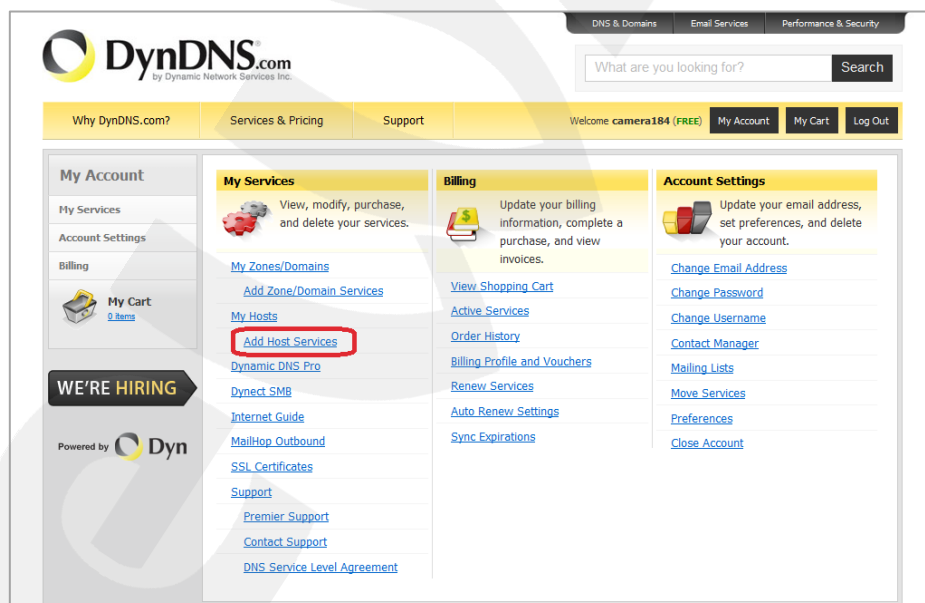 DNS & Domains Email Services Performance & Security
DynDNS.com
by Dynamic Network Services Inc.
What are you looking for? Search
Why DynDNS.com? Services & Pricing Support Welcome camera184 (FREE) My Account My Cart Log Out
My Account
My Services
Account Settings
Billing
My Cart
0 items
WE'RE HIRING
Powered by Dyn
My Services
View, modify, purchase,
and delete your services.
My Zones/Domains
Add Zone/Domain Services
My Hosts
Add Host Services
Dynamic DNS Pro
Dynect SMB
Internet Guide
MailHop Outbound
SSL Certificates
Support
Premier Support
Contact Support
DNS Service Level Agreement
Billing
Update your billing
information, complete a
purchase, and view
invoices.
View Shopping Cart
Active Services
Order History
Billing Profile and Vouchers
Renew Services
Auto Renew Settings
Sync Expirations
Account Settings
Update your email address,
set preferences, and delete
your account.
Change Email Address
Change Password
Change Username
Contact Manager
Mailing Lists
Move Services
Preferences
Close Account